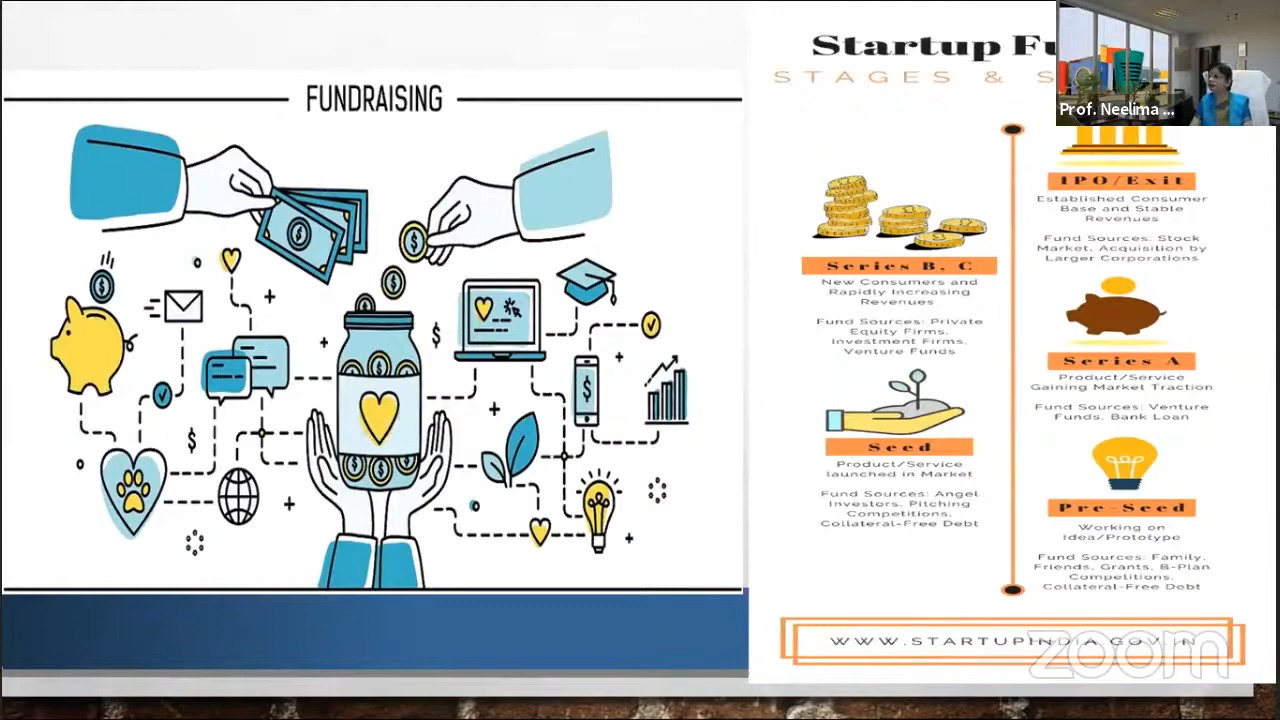 FUNDRAISING
Startup Fu
STAGES & S
Prof. Neelima ...
IPO/Exit
Established Consumer
Base and Stable
Revenues
Fund Sources: Stock
Market, Acquisition by
Larger Corporations
Series B, C
New Consumers and
Rapidly Increasing
Revenues
Fund Sources: Private
Equity Firms,
Investment Firms,
Venture Funds
Series A
Product/Service
Gaining Market Traction
Fund Sources: Venture
Funds, Bank Loan
Seed
Product/Service
launched in Market
Fund Sources: Angel
Investors, Pitching
Competitions,
Collateral-Free Debt
Pre-Seed
Working on
Idea/Prototype
Fund Sources: Family,
Friends, Grants, B-Plan
Competitions,
Collateral-Free Debt
WWW.STARTUPINDIA.GOV.IN
zoom